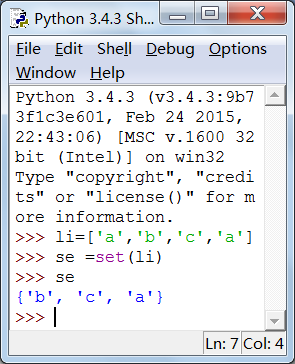 Python 3.4.3 Sh...
File Edit Shell Debug Options
Window Help
Python 3.4.3 (v3.4.3:9b7
3f1c3e601, Feb 24 2015,
22:43:06) [MSC v.1600 32
bit (Intel)] on win32
Type "copyright", "credi
ts" or "license()" for m
ore information.
>>> li=['a','b','c','a']
>>> se =set(li)
>>> se
{'b', 'c', 'a'}
>>>
Ln: 7 Col: 4